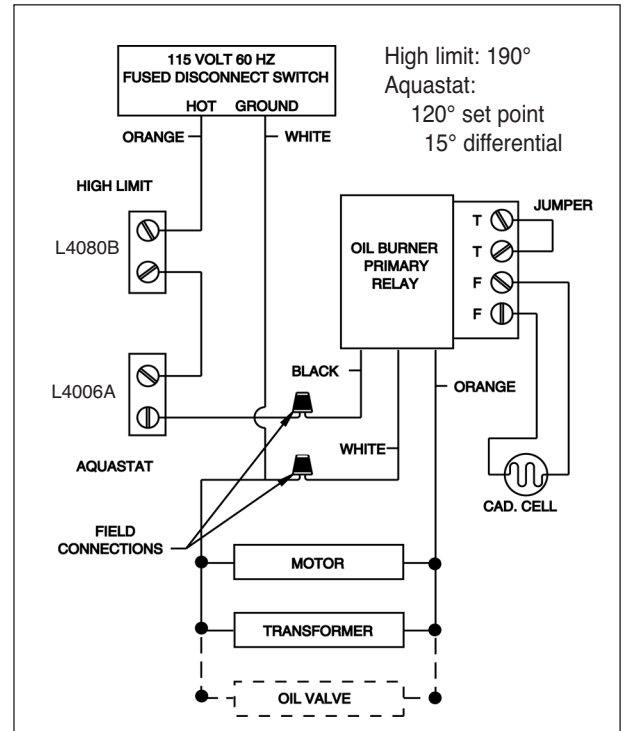 115 VOLT 60 HZ
FUSED DISCONNECT SWITCH
HOT GROUND
High limit: 190°
Aquastat:
120° set point
15° differential
ORANGE
WHITE
HIGH LIMIT
L4080B
OIL BURNER
PRIMARY
RELAY
T
T
F
F
JUMPER
L4006A
BLACK
ORANGE
WHITE
AQUASTAT
CAD. CELL
FIELD
CONNECTIONS
MOTOR
TRANSFORMER
OIL VALVE